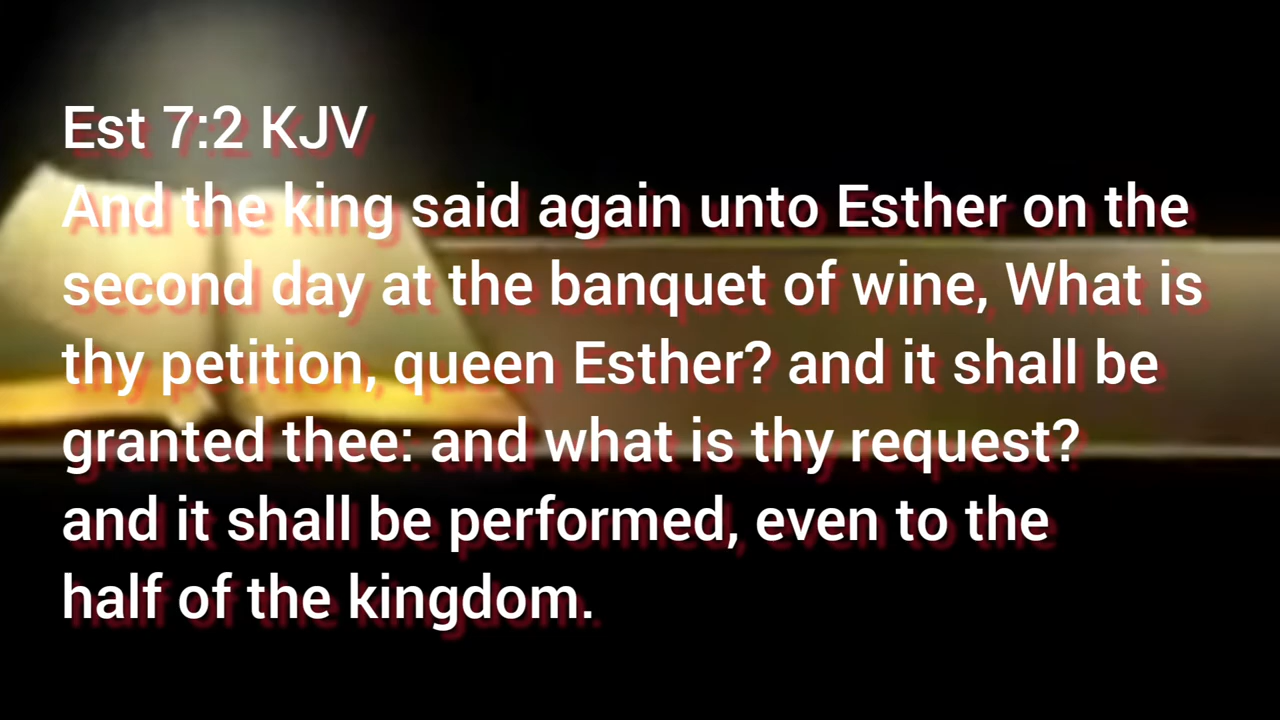 Est 7:2 KJV
And the king said again unto Esther on the
second day at the banquet of wine, What is
thy petition, queen Esther? and it shall be
granted thee: and what is thy request?
and it shall be performed, even to the
half of the kingdom.